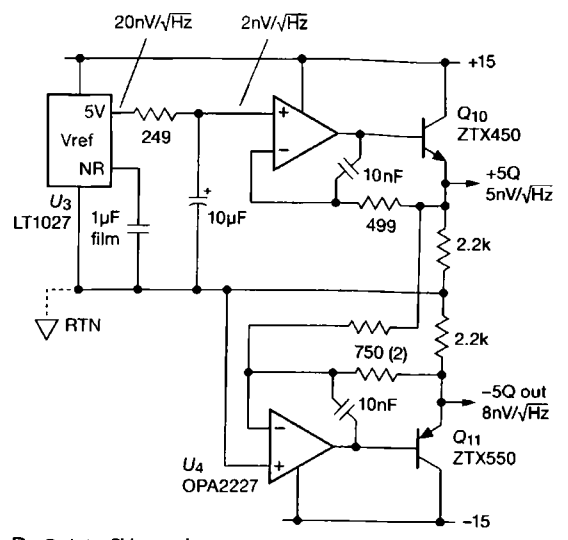 20nV/√Hz
2nV/√Hz
+15
5V
Vref
NR
249
Q10
ZTX450
U3
LT1027
1µF
film
+
10µF
+
−
10nF
499
+5Q
5nV/√Hz
2.2k
RTN
750 (2)
2.2k
10nF
−5Q out
8nV/√Hz
−
+
U4
OPA2227
Q11
ZTX550
−15